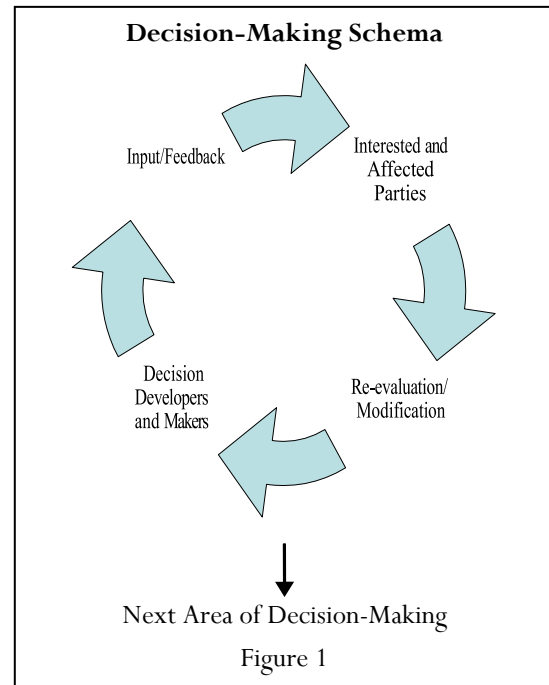 Decision-Making Schema
Input/Feedback
Interested and
Affected
Parties
Re-evaluation/
Modification
Decision
Developers
and Makers
Next Area of Decision-Making
Figure 1